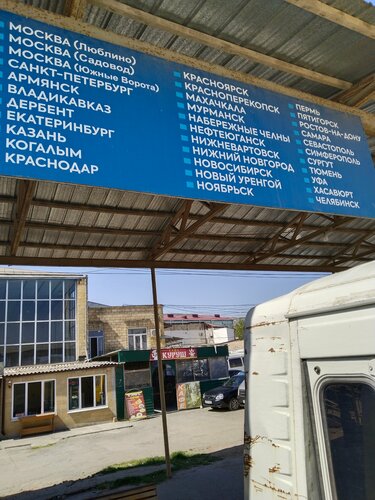 МОСКВА (Люблино)
МОСКВА (Садовод)
МОСКВА (Южные Ворота)
САНКТ-ПЕТЕРБУРГ
АРМЯНСК
ВЛАДИКАВКАЗ
ДЕРБЕНТ
ЕКАТЕРИНБУРГ
КАЗАНЬ
КОГАЛЫМ
КРАСНОДАР
КРАСНОЯРСК
КРАСНОПЕРЕКОПСК
МАХАЧКАЛА
МУРМАНСК
НАБЕРЕЖНЫЕ ЧЕЛНЫ
НЕФТЕЮГАНСК
НИЖНЕВАРТОВСК
НИЖНИЙ НОВГОРОД
НОВОСИБИРСК
НОВЫЙ УРЕНГОЙ
НОЯБРЬСК
ПЕРМЬ
ПЯТИГОРСК
РОСТОВ-НА-ДОНУ
САМАРА
СЕВАСТОПОЛЬ
СИМФЕРОПОЛЬ
СУРГУТ
ТЮМЕНЬ
УФА
ХАСАВЮРТ
ЧЕЛЯБИНСК
КУРУШ